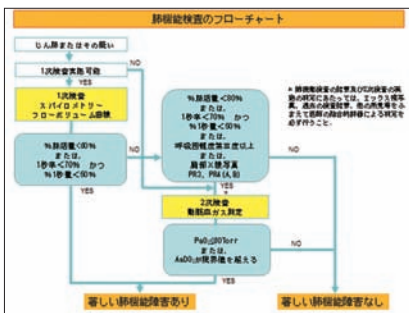 肺機能検査のフローチャート
じん肺またはその疑い
1次検査実施可能
NO
YES
1次検査
スパイロメトリー
フローボリューム曲線
%肺活量<60%
または、
1秒率<70% かつ
%1秒量<50%
NO
YES
%肺活量<80%
または、
1秒率<70% かつ
%1秒量<80%
または、
呼吸困難度第Ⅲ度以上
または、
胸部X線写真
PR3, PR4(A,B)
NO
YES
2次検査
動脈血ガス測定
または、
AaDO₂が限界値を超える
NO
YES
著しい肺機能障害あり
著しい肺機能障害なし